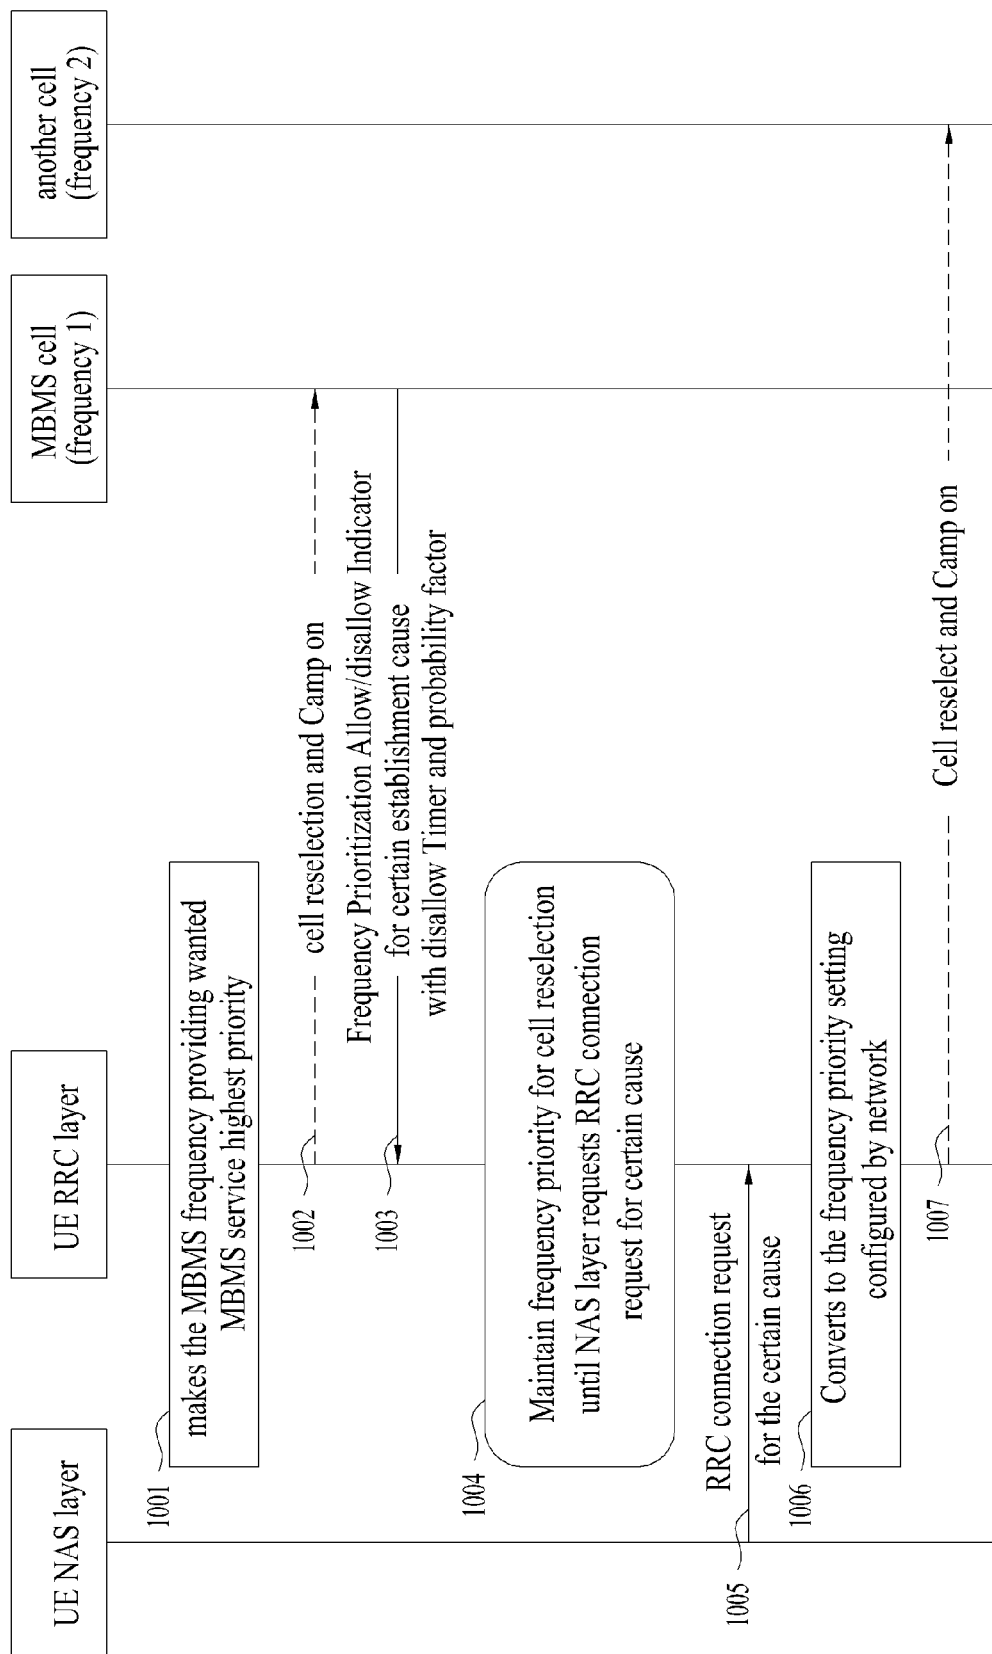 UE NAS layer
UE RRC layer
MBMS cell
(frequency 1)
another cell
(frequency 2)
1001
makes the MBMS frequency providing wanted
MBMS service highest priority
1002
cell reselection and Camp on
1003
Frequency Prioritization Allow/disallow Indicator
for certain establishment cause
with disallow Timer and probability factor
1004
Maintain frequency priority for cell reselection
until NAS layer requests RRC connection
request for certain cause
1005
RRC connection request
for the certain cause
1006
Converts to the frequency priority setting
configured by network
1007
Cell reselect and Camp on